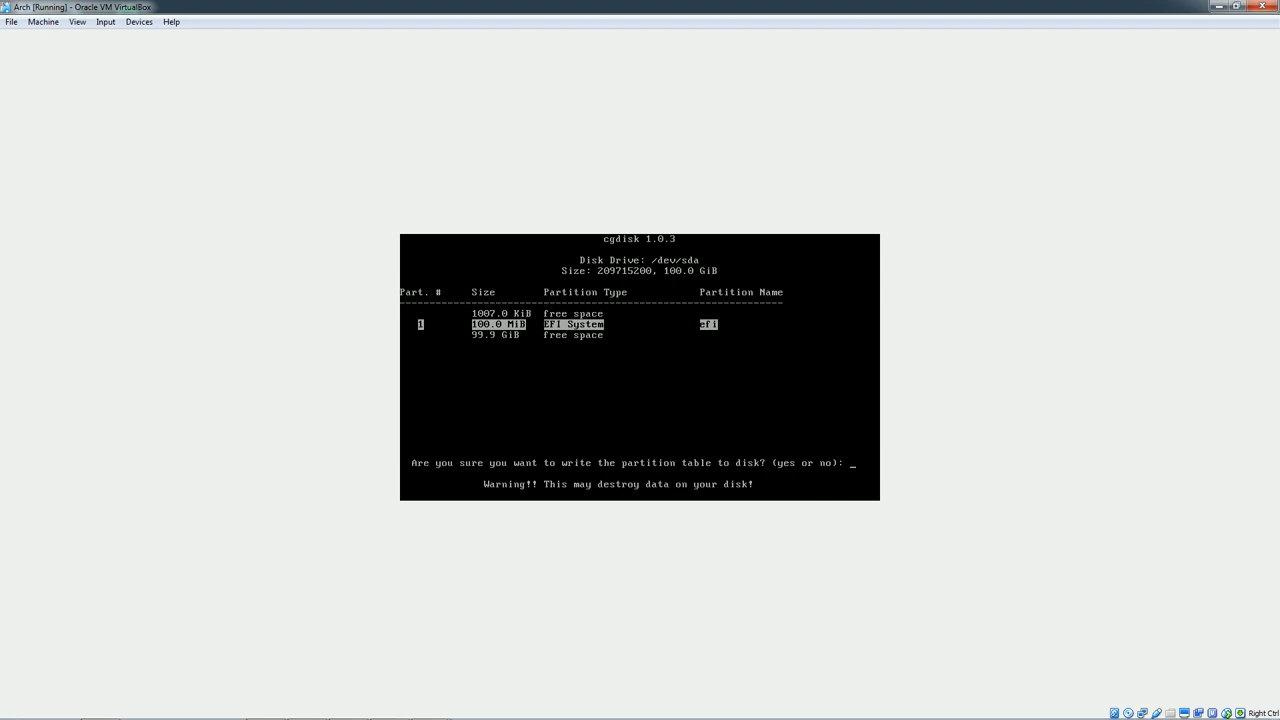 Arch [Running] - Oracle VM VirtualBox
File Machine View Input Devices Help
cgdisk 1.0.3
Disk Drive: /dev/sda
Size: 209715200, 100.0 GiB
Part. # Size Partition Type Partition Name
----------------------------------------------------------------
1007.0 KiB free space
1 100.0 MiB EFI System efi
99.9 GiB free space
Are you sure you want to write the partition table to disk? (yes or no): _
Warning!! This may destroy data on your disk!
Right Ctrl